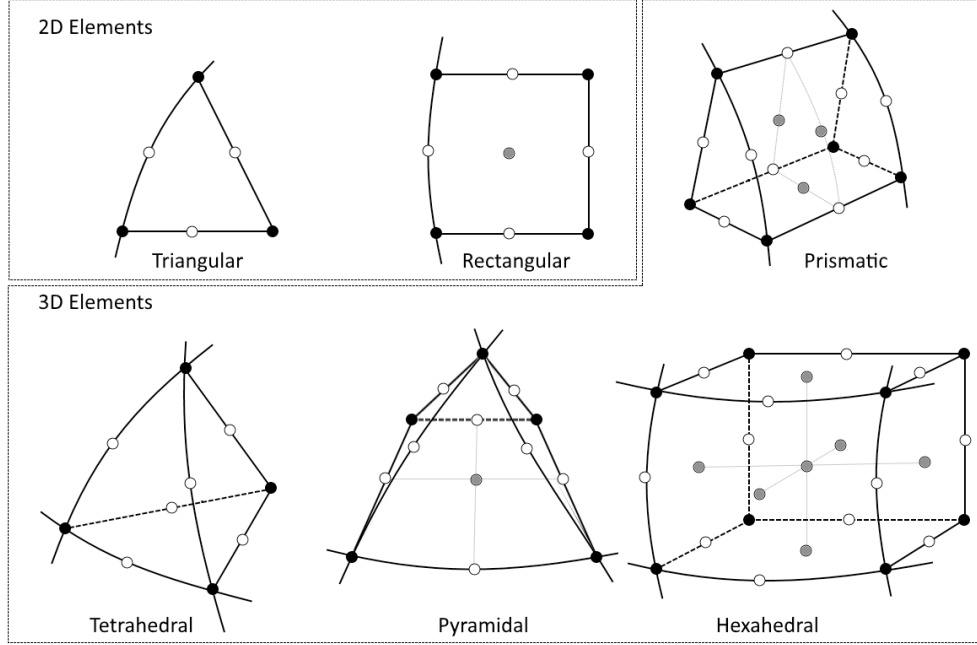 2D Elements
Triangular
Rectangular
Prismatic
3D Elements
Tetrahedral
Pyramidal
Hexahedral